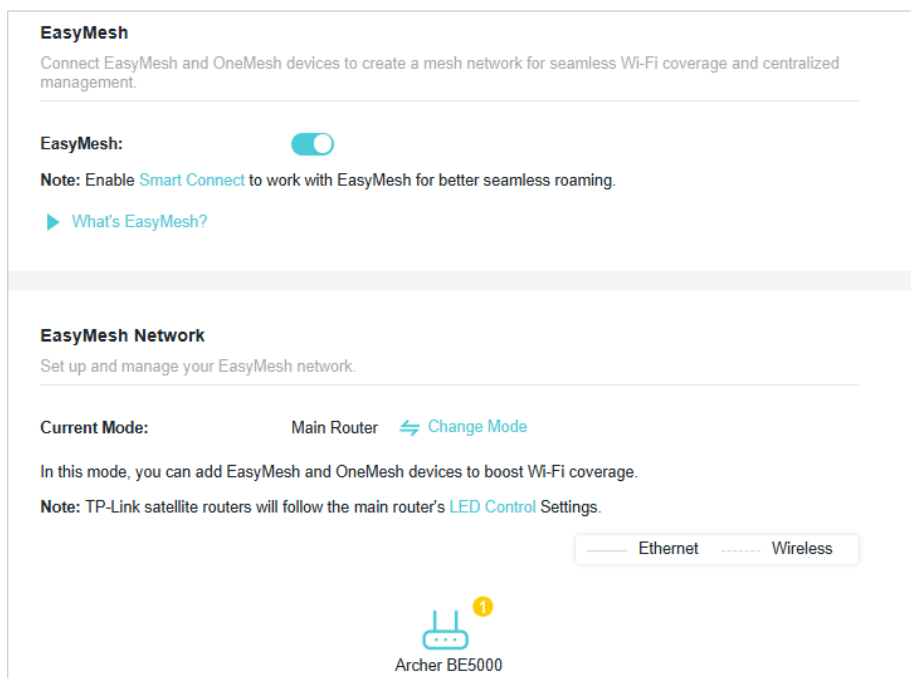 EasyMesh
Connect EasyMesh and OneMesh devices to create a mesh network for seamless Wi-Fi coverage and centralized
management.
EasyMesh:
Note: Enable Smart Connect to work with EasyMesh for better seamless roaming.
What's EasyMesh?
EasyMesh Network
Set up and manage your EasyMesh network.
Current Mode: Main Router Change Mode
In this mode, you can add EasyMesh and OneMesh devices to boost Wi-Fi coverage.
Note: TP-Link satellite routers will follow the main router's LED Control Settings.
Ethernet Wireless
1
Archer BE5000